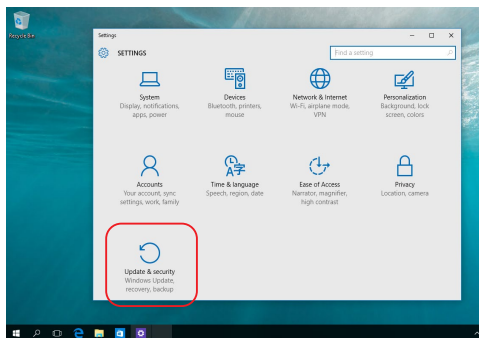 Recycle Bin
Settings
SETTINGS
Find a setting
System
Display, notifications,
apps, power
Devices
Bluetooth, printers,
mouse
Network & Internet
Wi-Fi, airplane mode,
VPN
Personalization
Background, lock
screen, colors
Accounts
Your account, sync
settings, work, family
Time & language
Speech, region, date
Ease of Access
Narrator, magnifier,
high contrast
Privacy
Location, camera
Update & security
Windows Update,
recovery, backup